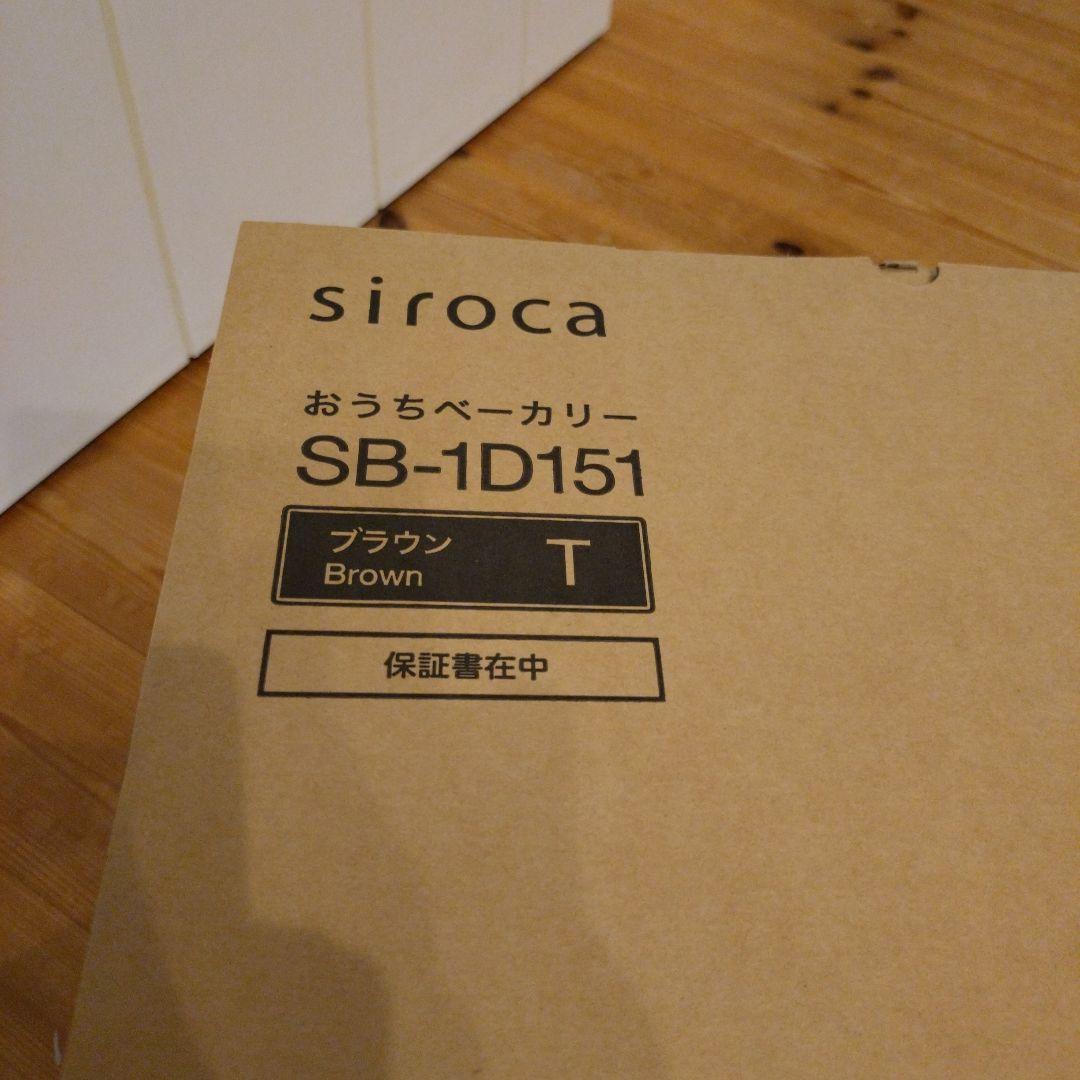 siroca
おうちベーカリー
SB-1D151
ブラウン
Brown
T
保証書在中